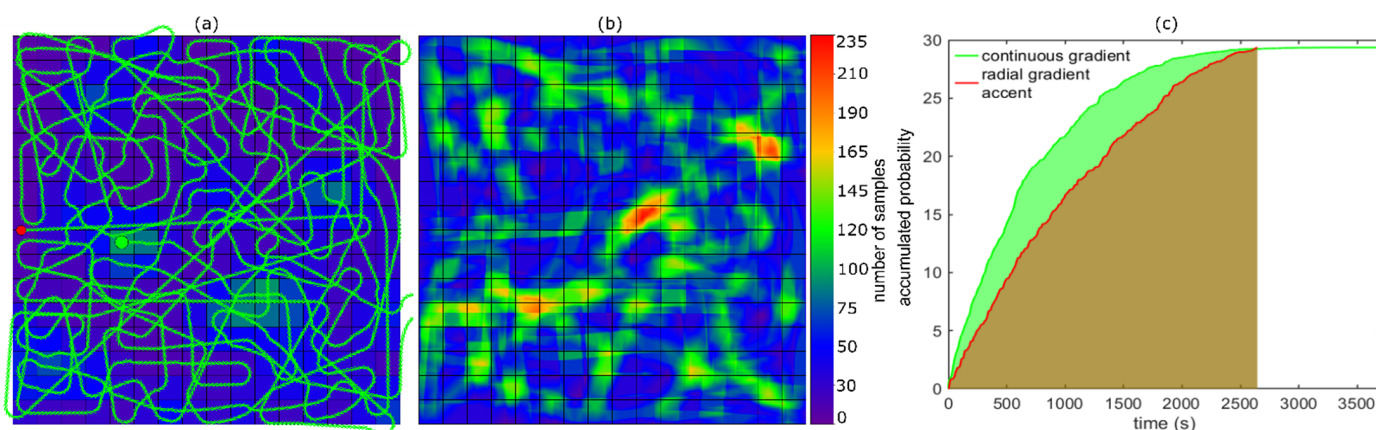 (a)
(b)
235
210
190
165
145
120
100
75
50
30
0
number of samples
(c)
continuous gradient
radial gradient
accent
30
25
20
15
10
5
0
accumulated probability
0 500 1000 1500 2000 2500 3000 3500
time (s)